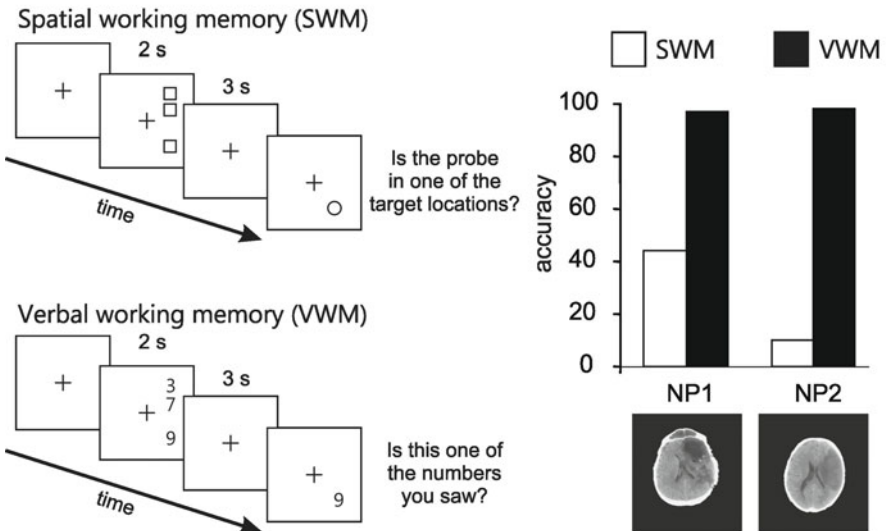 Spatial working memory (SWM)
2 s
3 s
time
Is the probe
in one of the
target locations?
Verbal working memory (VWM)
2 s
3
7
9
3 s
9
time
Is this one of
the numbers
you saw?
SWM VWM
accuracy
100
80
60
40
20
0
NP1 NP2